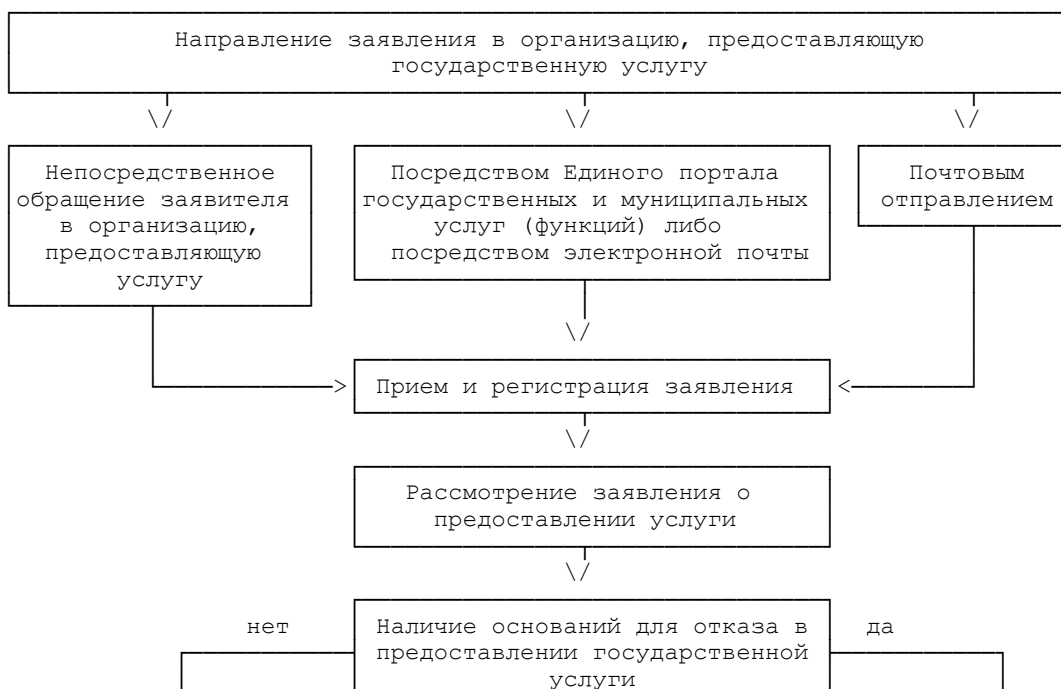 Направление заявления в организацию, предоставляющую
государственную услугу
Непосредственное
обращение заявителя
в организацию,
предоставляющую
услугу
Посредством Единого портала
государственных и муниципальных
услуг (функций) либо
посредством электронной почты
Почтовым
отправлением
Прием и регистрация заявления
Рассмотрение заявления о
предоставлении услуги
нет
Наличие оснований для отказа в
предоставлении государственной
услуги
да